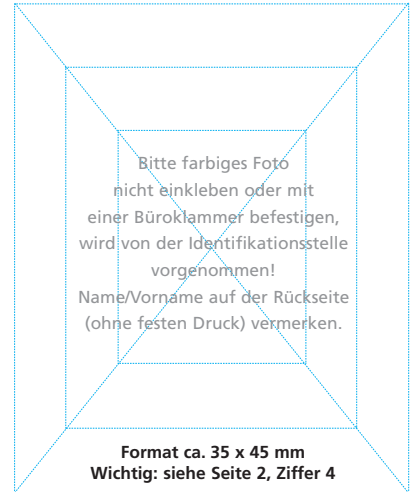 Bitte farbiges Foto
nicht einkleben oder mit
einer Büroklammer befestigen,
wird von der Identifikationsstelle
vorgenommen!
Name/Vorname auf der Rückseite
(ohne festen Druck) vermerken.
Format ca. 35 x 45 mm
Wichtig: siehe Seite 2, Ziffer 4